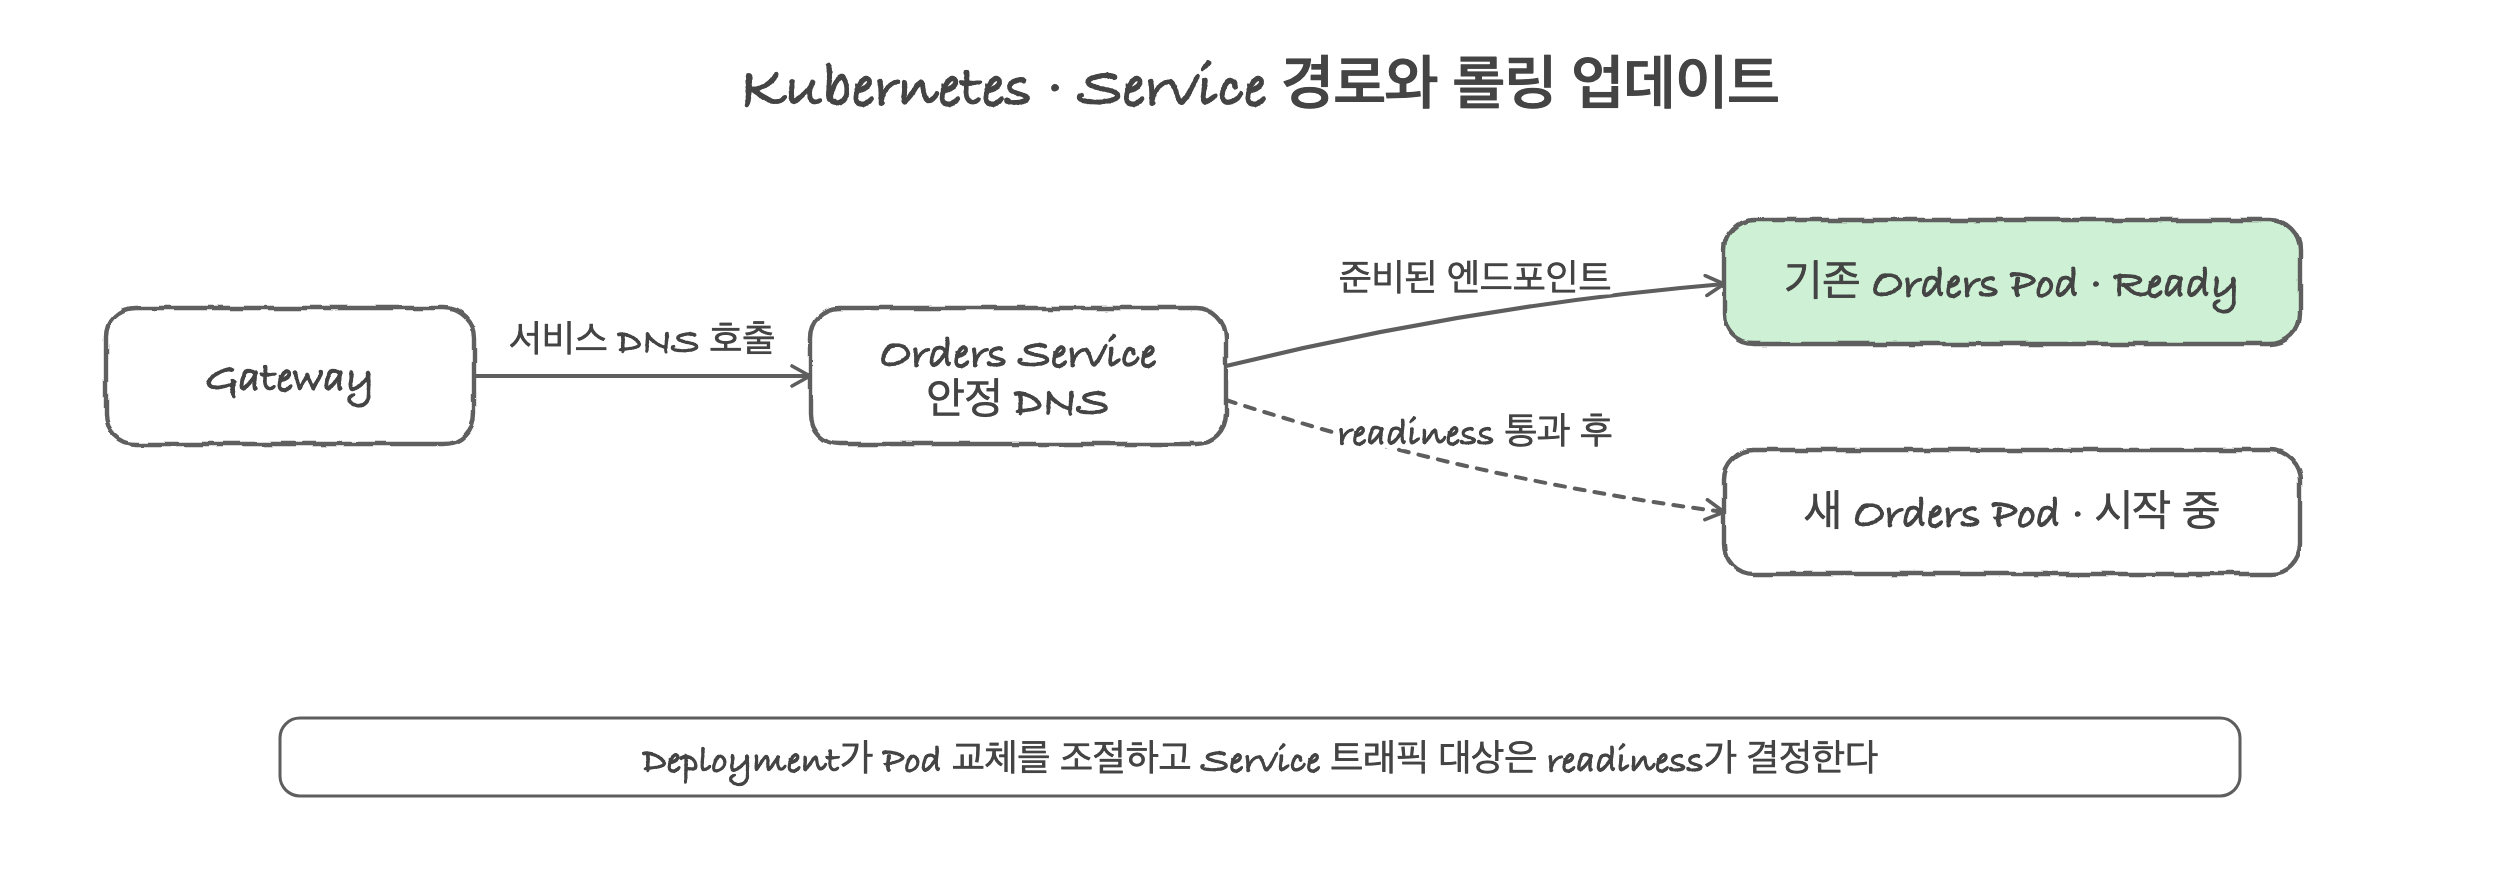 Kubernetes · Service 경로와 롤링 업데이트
준비된 엔드포인트
기존 Orders Pod · Ready
서비스 DNS 호출
Gateway
orders Service
안정 DNS
readiness 통과 후
새 Orders Pod · 시작 중
Deployment가 Pod 교체를 조절하고 Service 트래픽 대상은 readiness가 결정한다